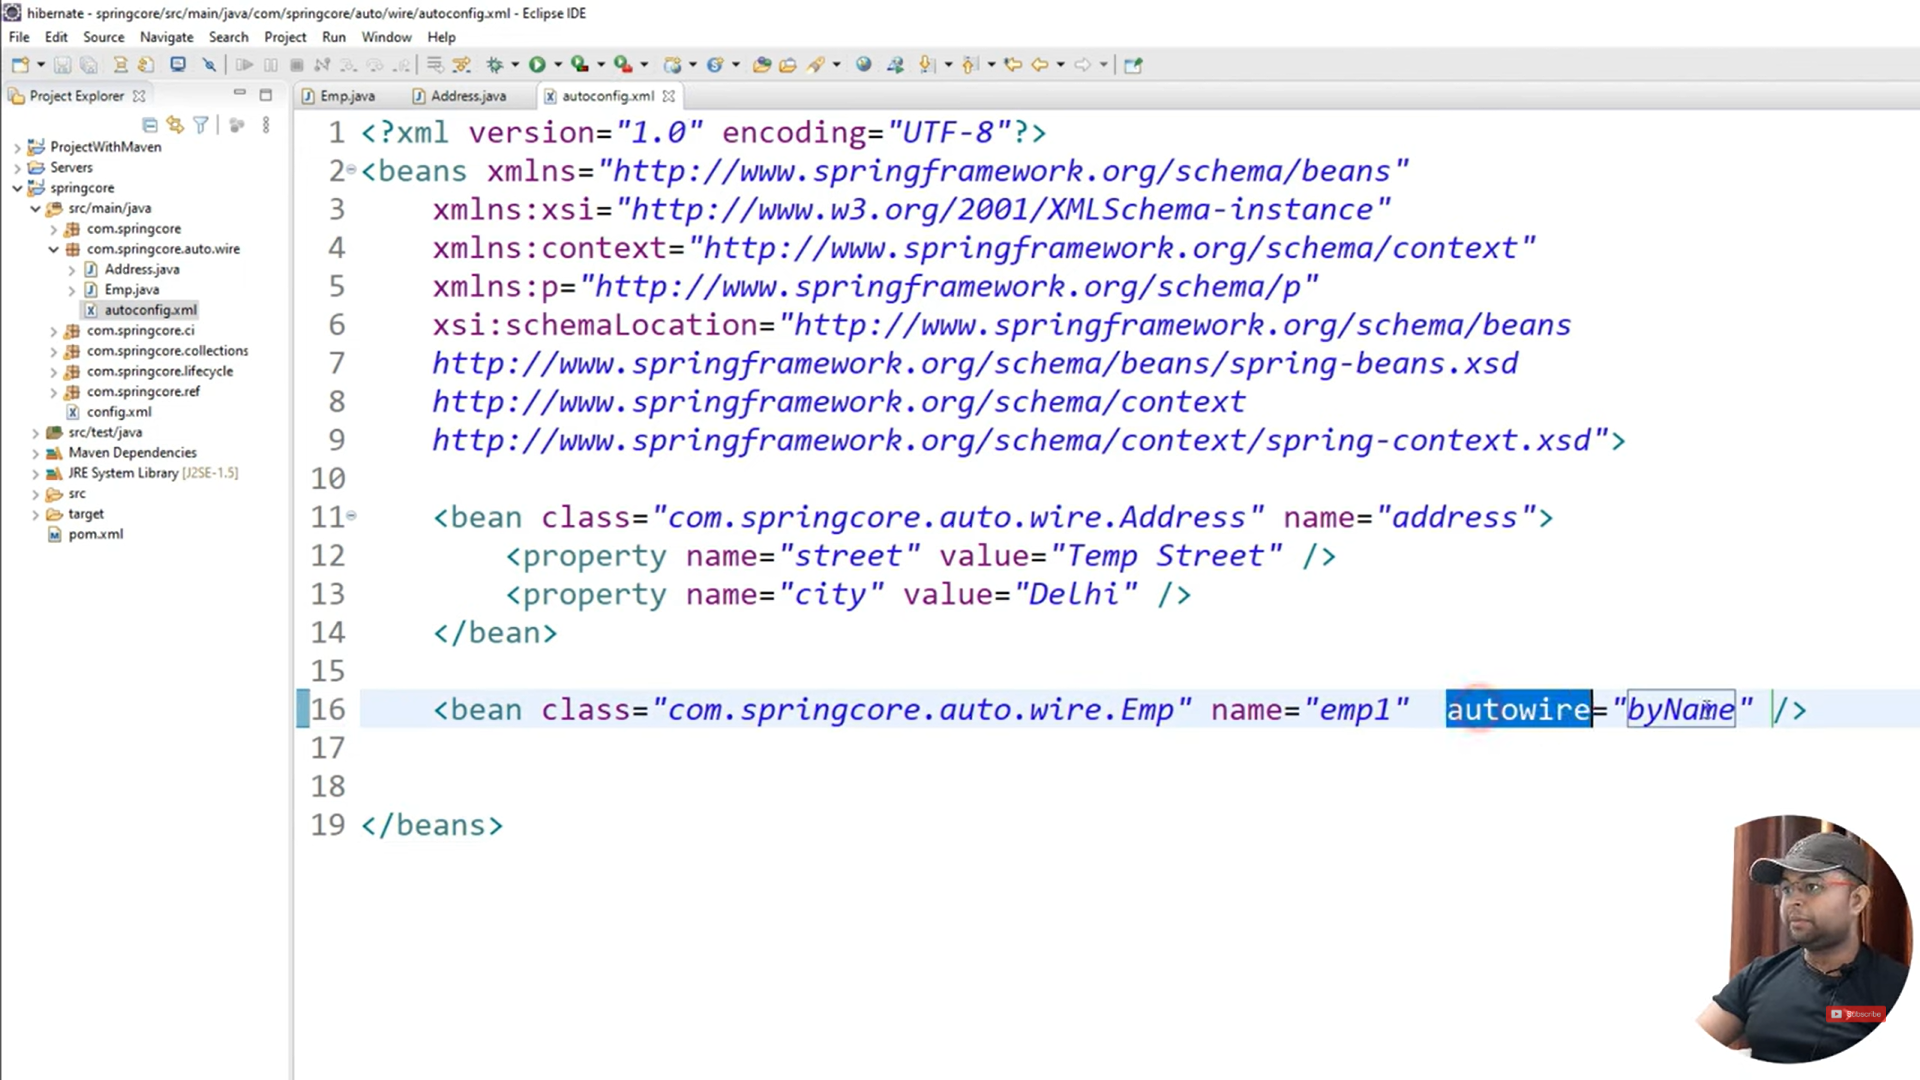 hibernate - springcore/src/main/java/com/springcore/auto/wire/autoconfig.xml - Eclipse IDE
File Edit Source Navigate Search Project Run Window Help
Project Explorer
Emp.java Address.java autoconfig.xml
ProjectWithMaven
Servers
springcore
src/main/java
com.springcore
com.springcore.auto.wire
Address.java
Emp.java
autoconfig.xml
com.springcore.ci
com.springcore.collections
com.springcore.lifecycle
com.springcore.ref
config.xml
src/test/java
Maven Dependencies
JRE System Library [J2SE-1.5]
src
target
pom.xml
1 <?xml version="1.0" encoding="UTF-8"?>
2 <beans xmlns="http://www.springframework.org/schema/beans"
3 xmlns:xsi="http://www.w3.org/2001/XMLSchema-instance"
4 xmlns:context="http://www.springframework.org/schema/context"
5 xmlns:p="http://www.springframework.org/schema/p"
6 xsi:schemaLocation="http://www.springframework.org/schema/beans
7 http://www.springframework.org/schema/beans/spring-beans.xsd
8 http://www.springframework.org/schema/context
9 http://www.springframework.org/schema/context/spring-context.xsd">
10
11 <bean class="com.springcore.auto.wire.Address" name="address">
12 <property name="street" value="Temp Street" />
13 <property name="city" value="Delhi" />
14 </bean>
15
16 <bean class="com.springcore.auto.wire.Emp" name="emp1" autowire="byName" />
17
18
19 </beans>